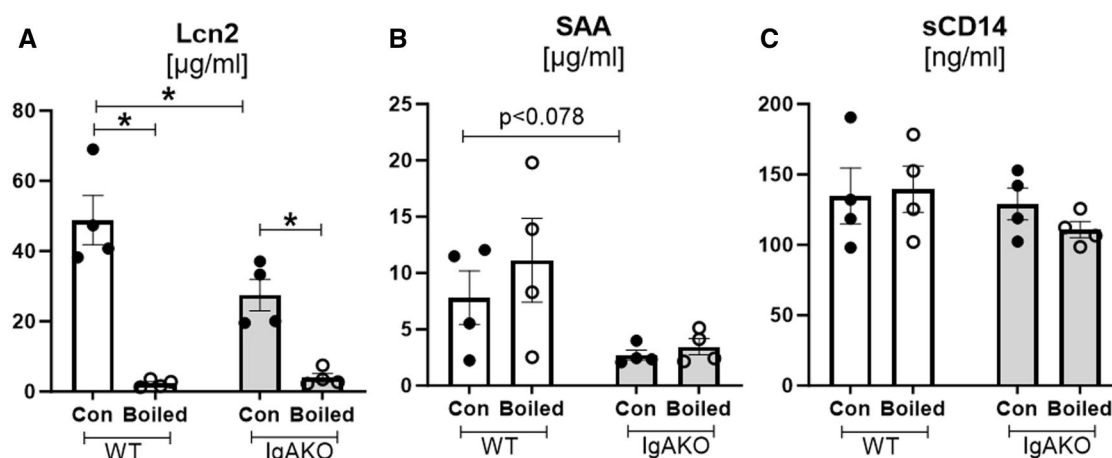 A
Lcn2
[µg/ml]
*
*
*
80
60
40
20
0
Con Boiled Con Boiled
WT IgAKO
B
SAA
[µg/ml]
p<0.078
25
20
15
10
5
0
Con Boiled Con Boiled
WT IgAKO
C
sCD14
[ng/ml]
200
150
100
50
0
Con Boiled Con Boiled
WT IgAKO